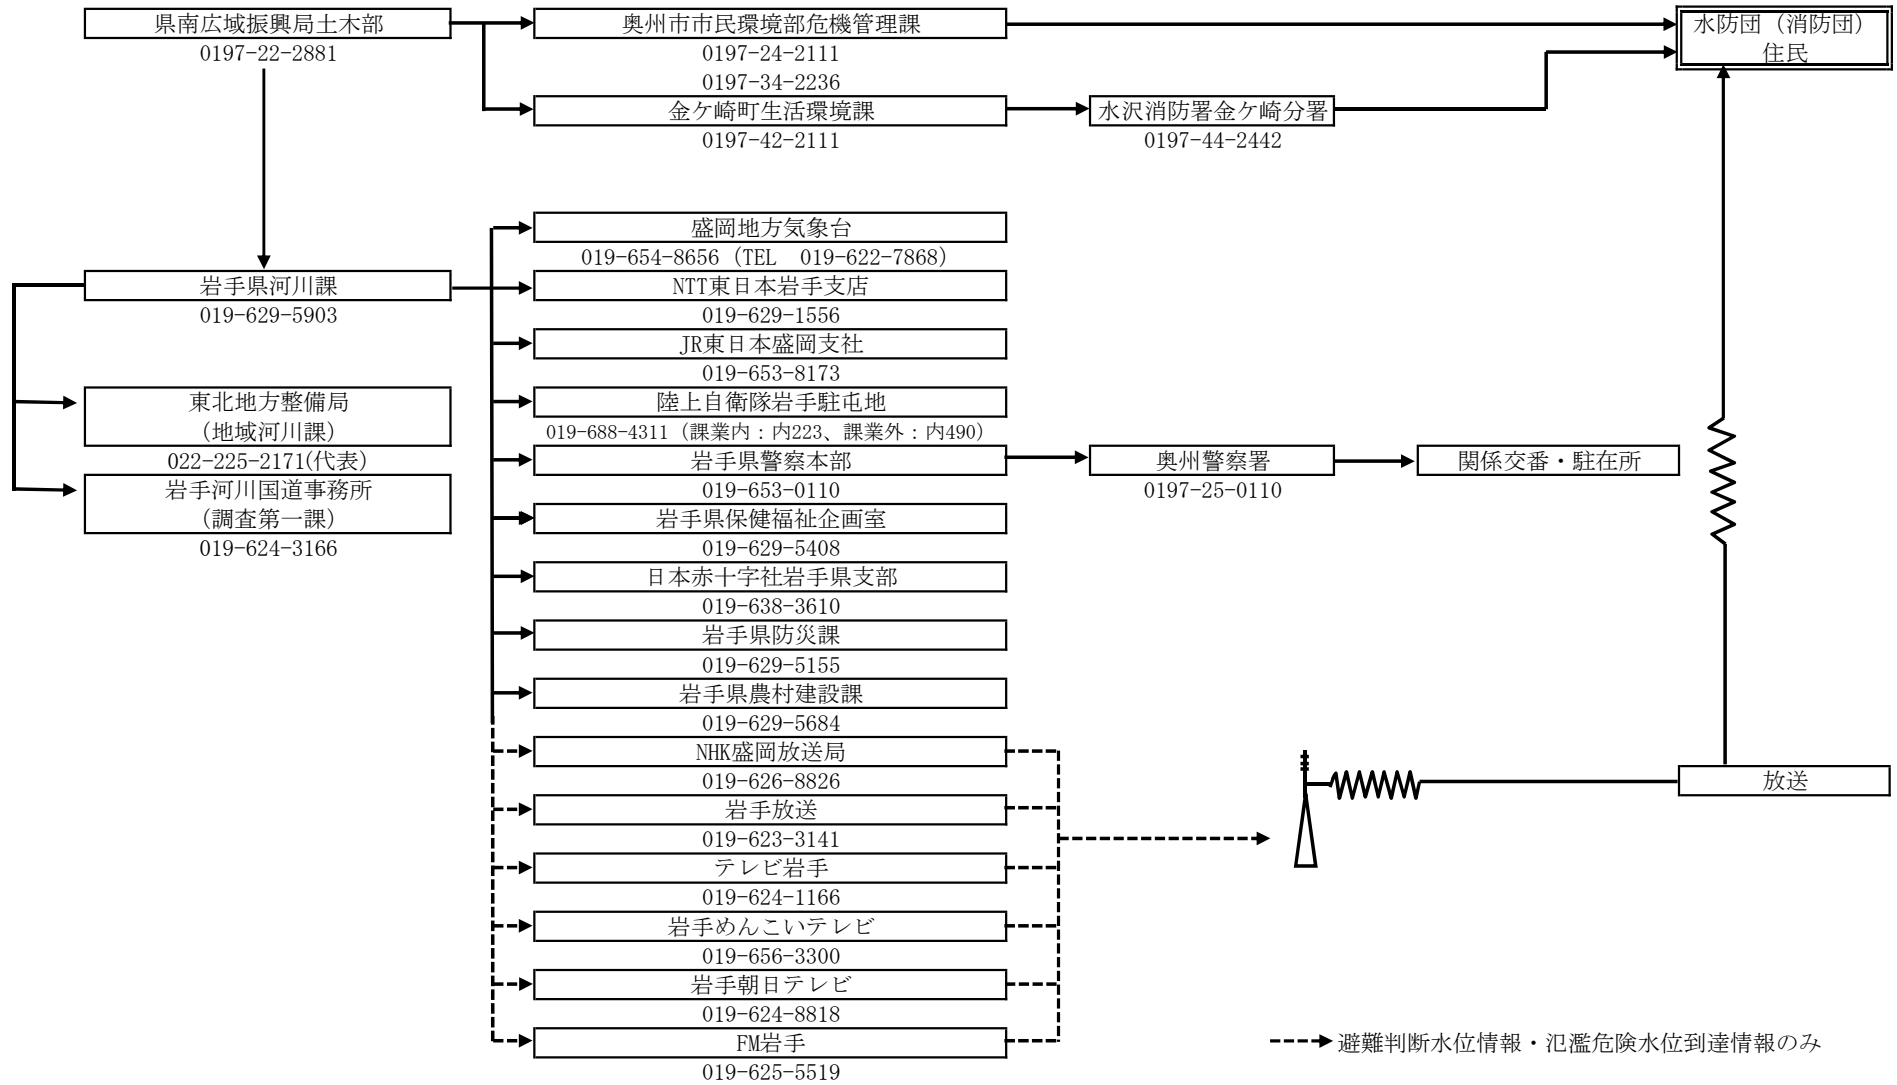 県南広域振興局土木部
0197-22-2881
奥州市市民環境部危機管理課
0197-24-2111
0197-34-2236
金ケ崎町生活環境課
0197-42-2111
水沢消防署金ケ崎分署
0197-44-2442
水防団（消防団）
住民
岩手県河川課
019-629-5903
東北地方整備局
（地域河川課）
022-225-2171(代表)
岩手河川国道事務所
（調査第一課）
019-624-3166
盛岡地方気象台
019-654-8656（TEL　019-622-7868）
NTT東日本岩手支店
019-629-1556
JR東日本盛岡支社
019-653-8173
陸上自衛隊岩手駐屯地
019-688-4311（課業内：内223、課業外：内490）
岩手県警察本部
019-653-0110
奥州警察署
0197-25-0110
関係交番・駐在所
岩手県保健福祉企画室
019-629-5408
日本赤十字社岩手県支部
019-638-3610
岩手県防災課
019-629-5155
岩手県農村建設課
019-629-5684
NHK盛岡放送局
019-626-8826
岩手放送
019-623-3141
テレビ岩手
019-624-1166
岩手めんこいテレビ
019-656-3300
岩手朝日テレビ
019-624-8818
FM岩手
019-625-5519
放送
避難判断水位情報・氾濫危険水位到達情報のみ